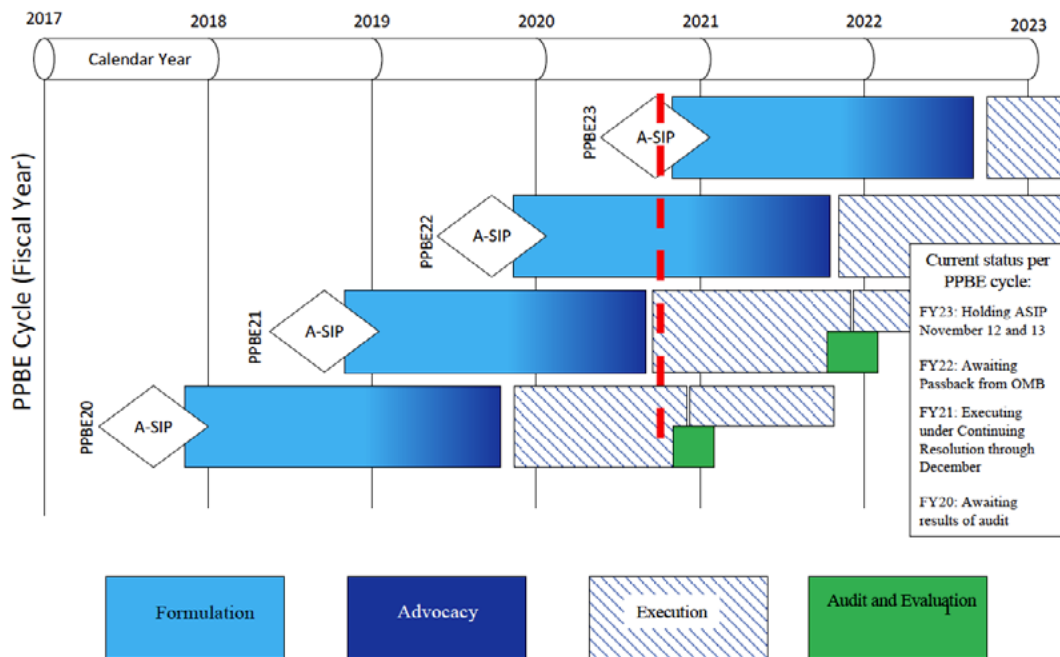 2017 2018 2019 2020 2021 2022 2023
Calendar Year
PPBE Cycle (Fiscal Year)
PPBE23
A-SIP
PPBE22
A-SIP
PPBE21
A-SIP
PPBE20
A-SIP
Current status per
PPBE cycle:
FY23: Holding ASIP
November 12 and 13
FY22: Awaiting
Passback from OMB
FY21: Executing
under Continuing
Resolution through
December
FY20: Awaiting
results of audit
Formulation
Advocacy
Execution
Audit and Evaluation
1